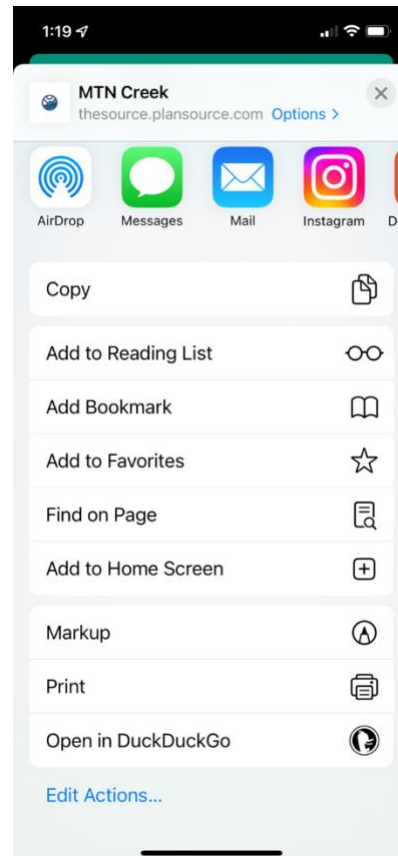 1:19
MTN Creek
thesource.plansource.com Options >
AirDrop Messages Mail Instagram D
Copy
Add to Reading List
Add Bookmark
Add to Favorites
Find on Page
Add to Home Screen
Markup
Print
Open in DuckDuckGo
Edit Actions...